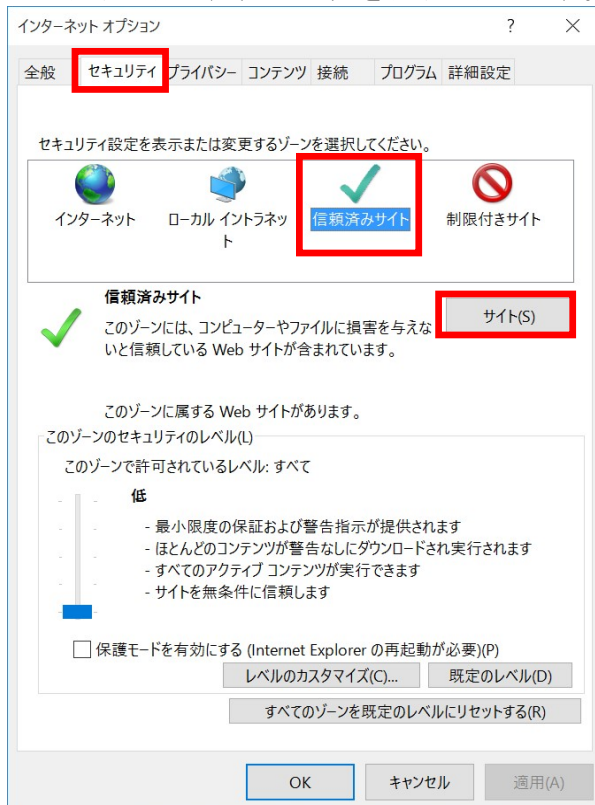 インターネット オプション ? ×
全般 セキュリティ プライバシー コンテンツ 接続 プログラム 詳細設定
セキュリティ設定を表示または変更するゾーンを選択してください。
インターネット ローカル イントラネット 信頼済みサイト 制限付きサイト
信頼済みサイト
サイト(S)
このゾーンには、コンピューターやファイルに損害を与えな
いと信頼している Web サイトが含まれています。
このゾーンに属する Web サイトがあります。
このゾーンのセキュリティのレベル(L)
このゾーンで許可されているレベル: すべて
低
- 最小限度の保証および警告指示が提供されます
- ほとんどのコンテンツが警告なしにダウンロードされ実行されます
- すべてのアクティブ コンテンツが実行できます
- サイトを無条件に信頼します
保護モードを有効にする (Internet Explorer の再起動が必要)(P)
レベルのカスタマイズ(C)... 既定のレベル(D)
すべてのゾーンを既定のレベルにリセットする(R)
OK キャンセル 適用(A)